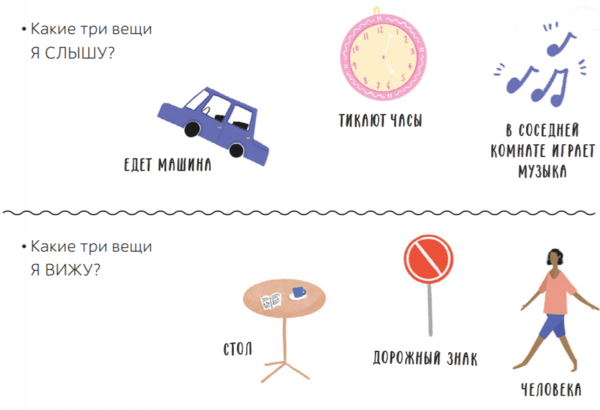 • Какие три вещи
Я СЛЫШУ?
ЕДЕТ МАШИНА
ТИКАЮТ ЧАСЫ
В СОСЕДНЕЙ
КОМНАТЕ ИГРАЕТ
МУЗЫКА
• Какие три вещи
Я ВИЖУ?
СТОЛ
ДОРОЖНЫЙ ЗНАК
ЧЕЛОВЕКА